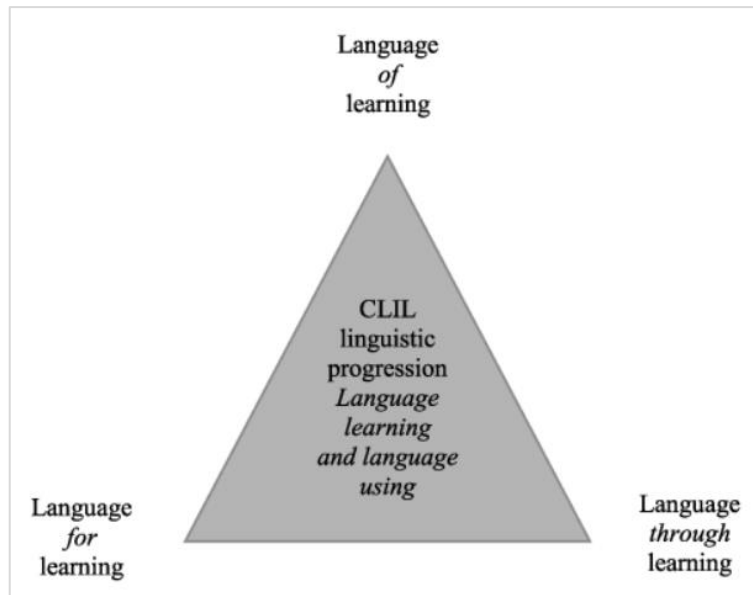 Language
of
learning
CLIL
linguistic
progression
Language
learning
and language
using
Language
for
learning
Language
through
learning